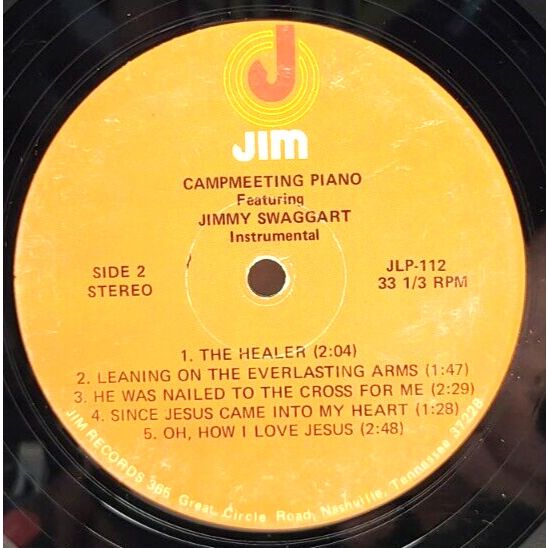 J
JIM
CAMPMEETING PIANO
Featuring
JIMMY SWAGGART
Instrumental
SIDE 2
STEREO
JLP-112
33 1/3 RPM
1. THE HEALER (2:04)
2. LEANING ON THE EVERLASTING ARMS (1:47)
3. HE WAS NAILED TO THE CROSS FOR ME (2:29)
4. SINCE JESUS CAME INTO MY HEART (1:28)
5. OH, HOW I LOVE JESUS (2:48)
JIM RECORDS 365 Great Circle Road, Nashville, Tennessee 37228